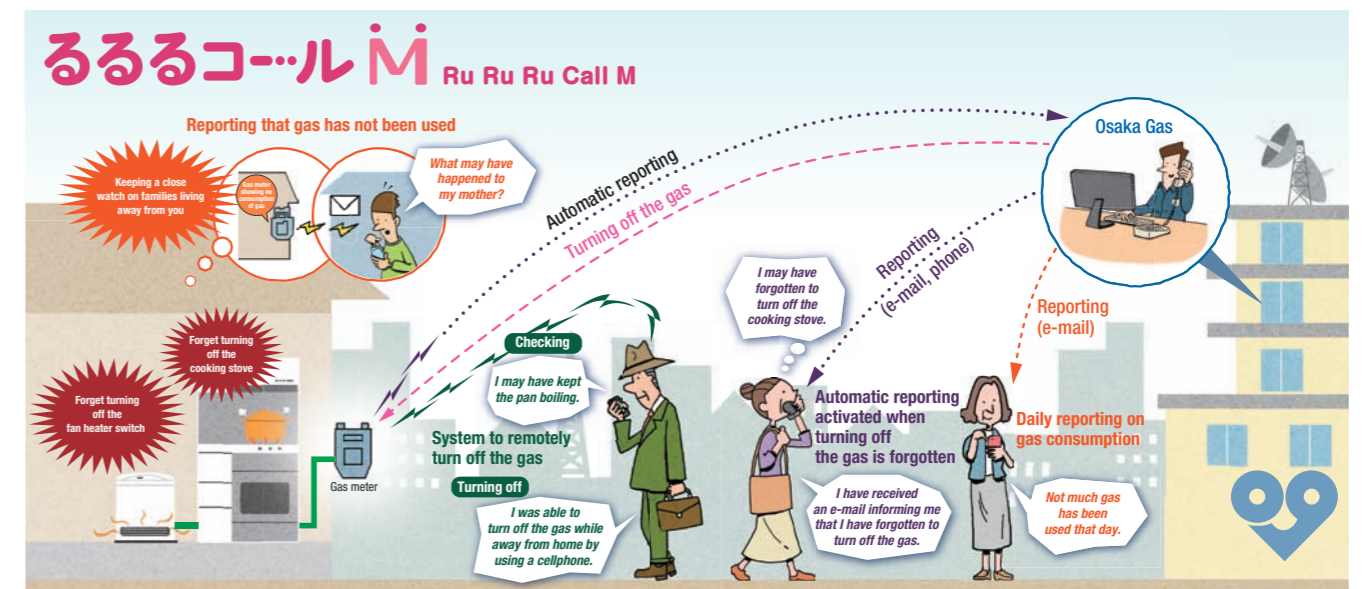 るるるコール M Ru Ru Ru Call M
Reporting that gas has not been used
Keeping a close
watch on families living
away from you
Gas meter
showing no
consumption
of gas
What may have
happened to
my mother?
Automatic reporting
Turning off the gas
Osaka Gas
Reporting
(e-mail, phone)
Reporting
(e-mail)
Forget turning
off the
cooking stove
Forget turning
off the
fan heater switch
Gas meter
Checking
I may have kept
the pan boiling.
System to remotely
turn off the gas
Turning off
I was able to
turn off the gas while
away from home by
using a cellphone.
I may have
forgotten to
turn off the
cooking stove.
Automatic reporting
activated when
turning off
the gas is forgotten
I have received
an e-mail informing me
that I have forgotten to
turn off the gas.
Daily reporting on
gas consumption
Not much gas
has been
used that day.